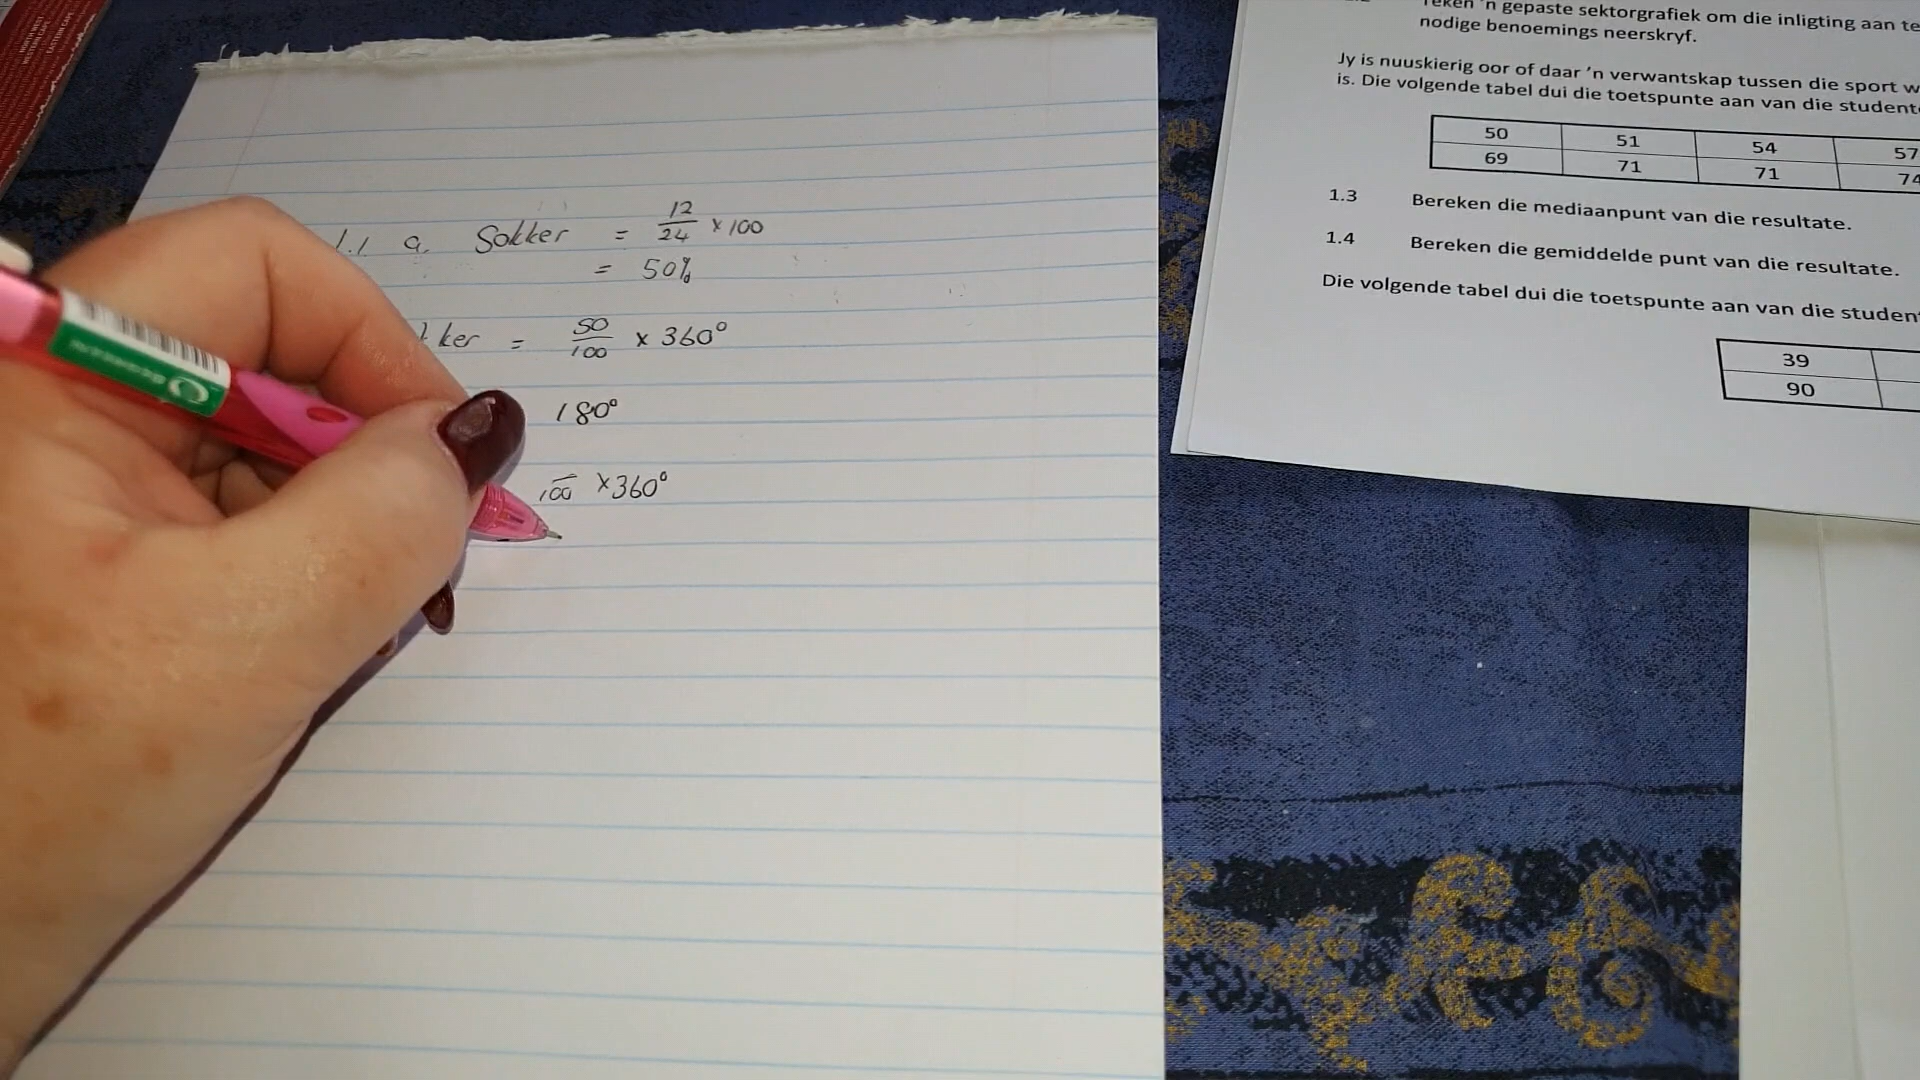 1.1 a. Sokker = 12/24 × 100
= 50%
ker = 50/100 × 360°
180°
100 × 360°
'n gepaste sektorgrafiek om die inligting aan te
nodige benoemings neerskryf.
Jy is nuuskierig oor of daar 'n verwantskap tussen die sport w
is. Die volgende tabel dui die toetspunte aan van die student
50 51 54 57
69 71 71 74
1.3 Bereken die mediaanpunt van die resultate.
1.4 Bereken die gemiddelde punt van die resultate.
Die volgende tabel dui die toetspunte aan van die studen
39
90